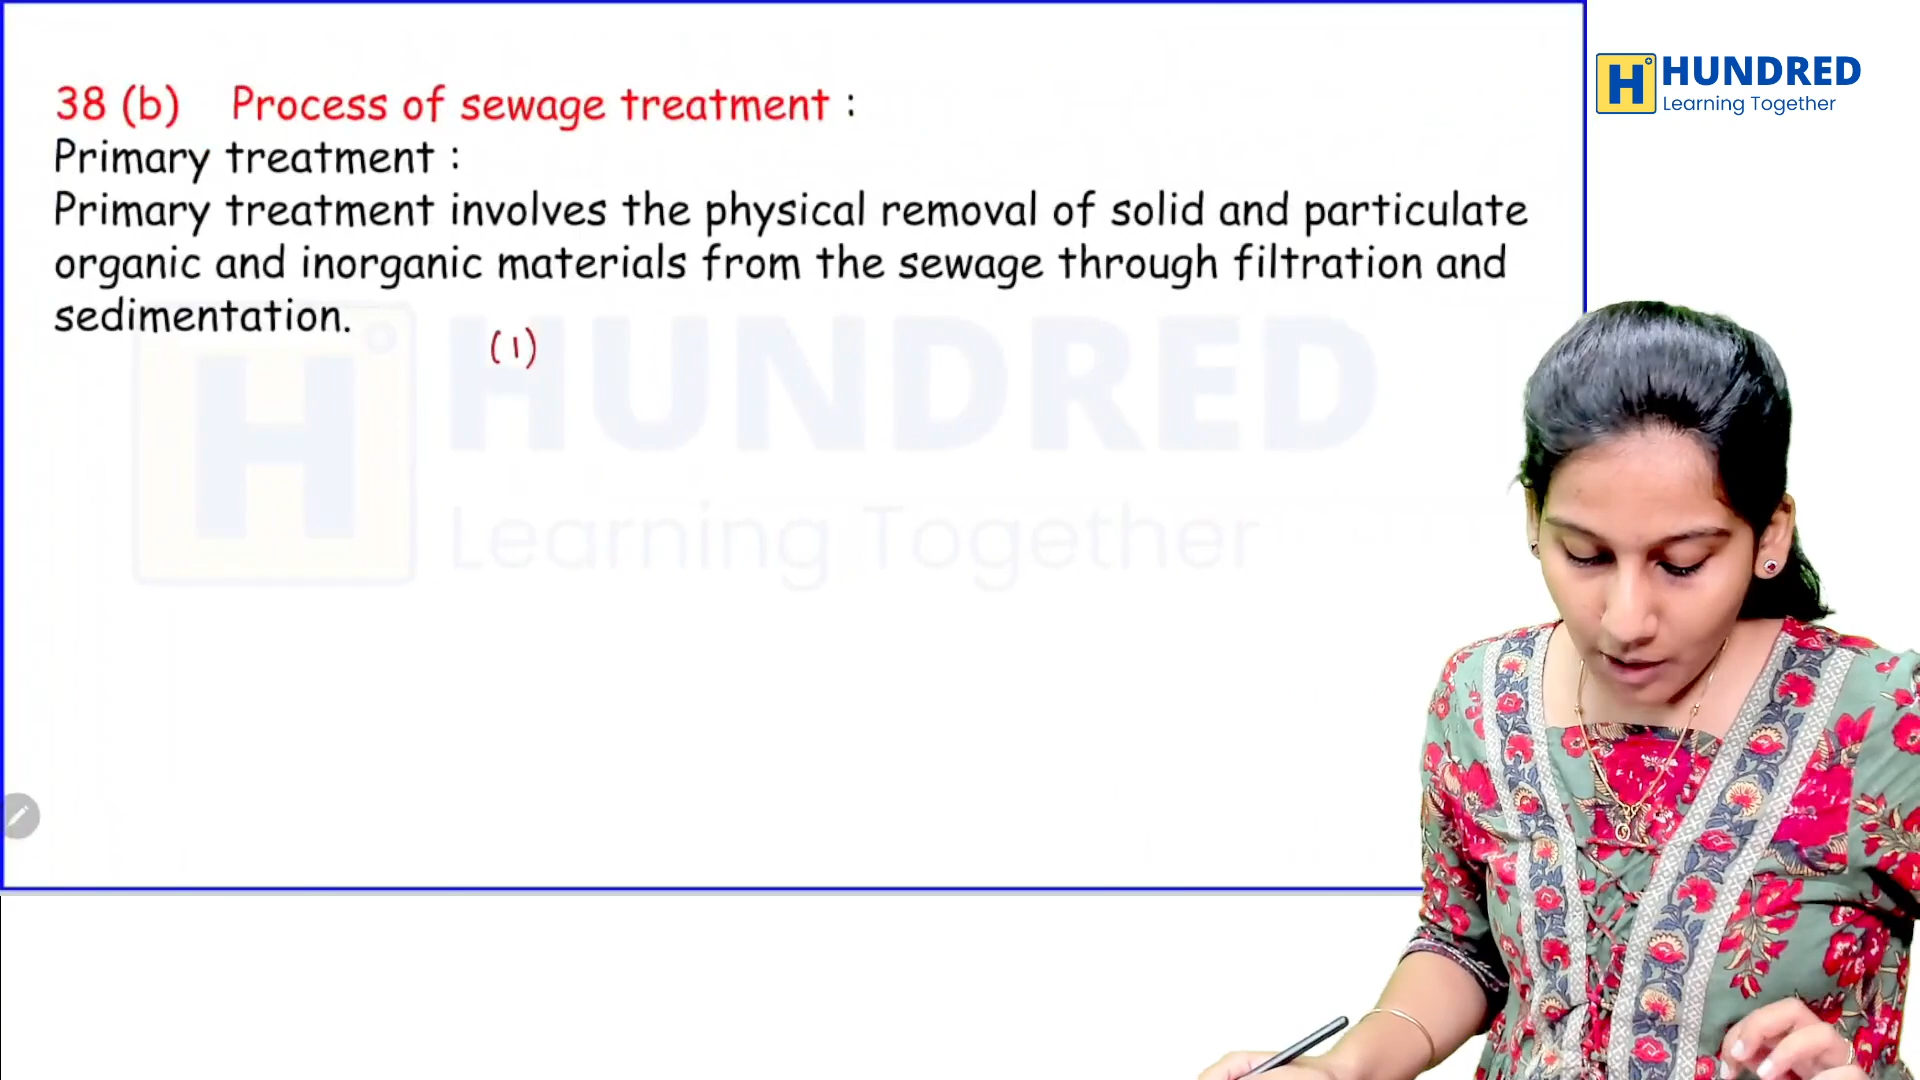 38 (b) Process of sewage treatment :
Primary treatment :
Primary treatment involves the physical removal of solid and particulate
organic and inorganic materials from the sewage through filtration and
sedimentation.
(1)
H HUNDRED
Learning Together
H HUNDRED
Learning Together